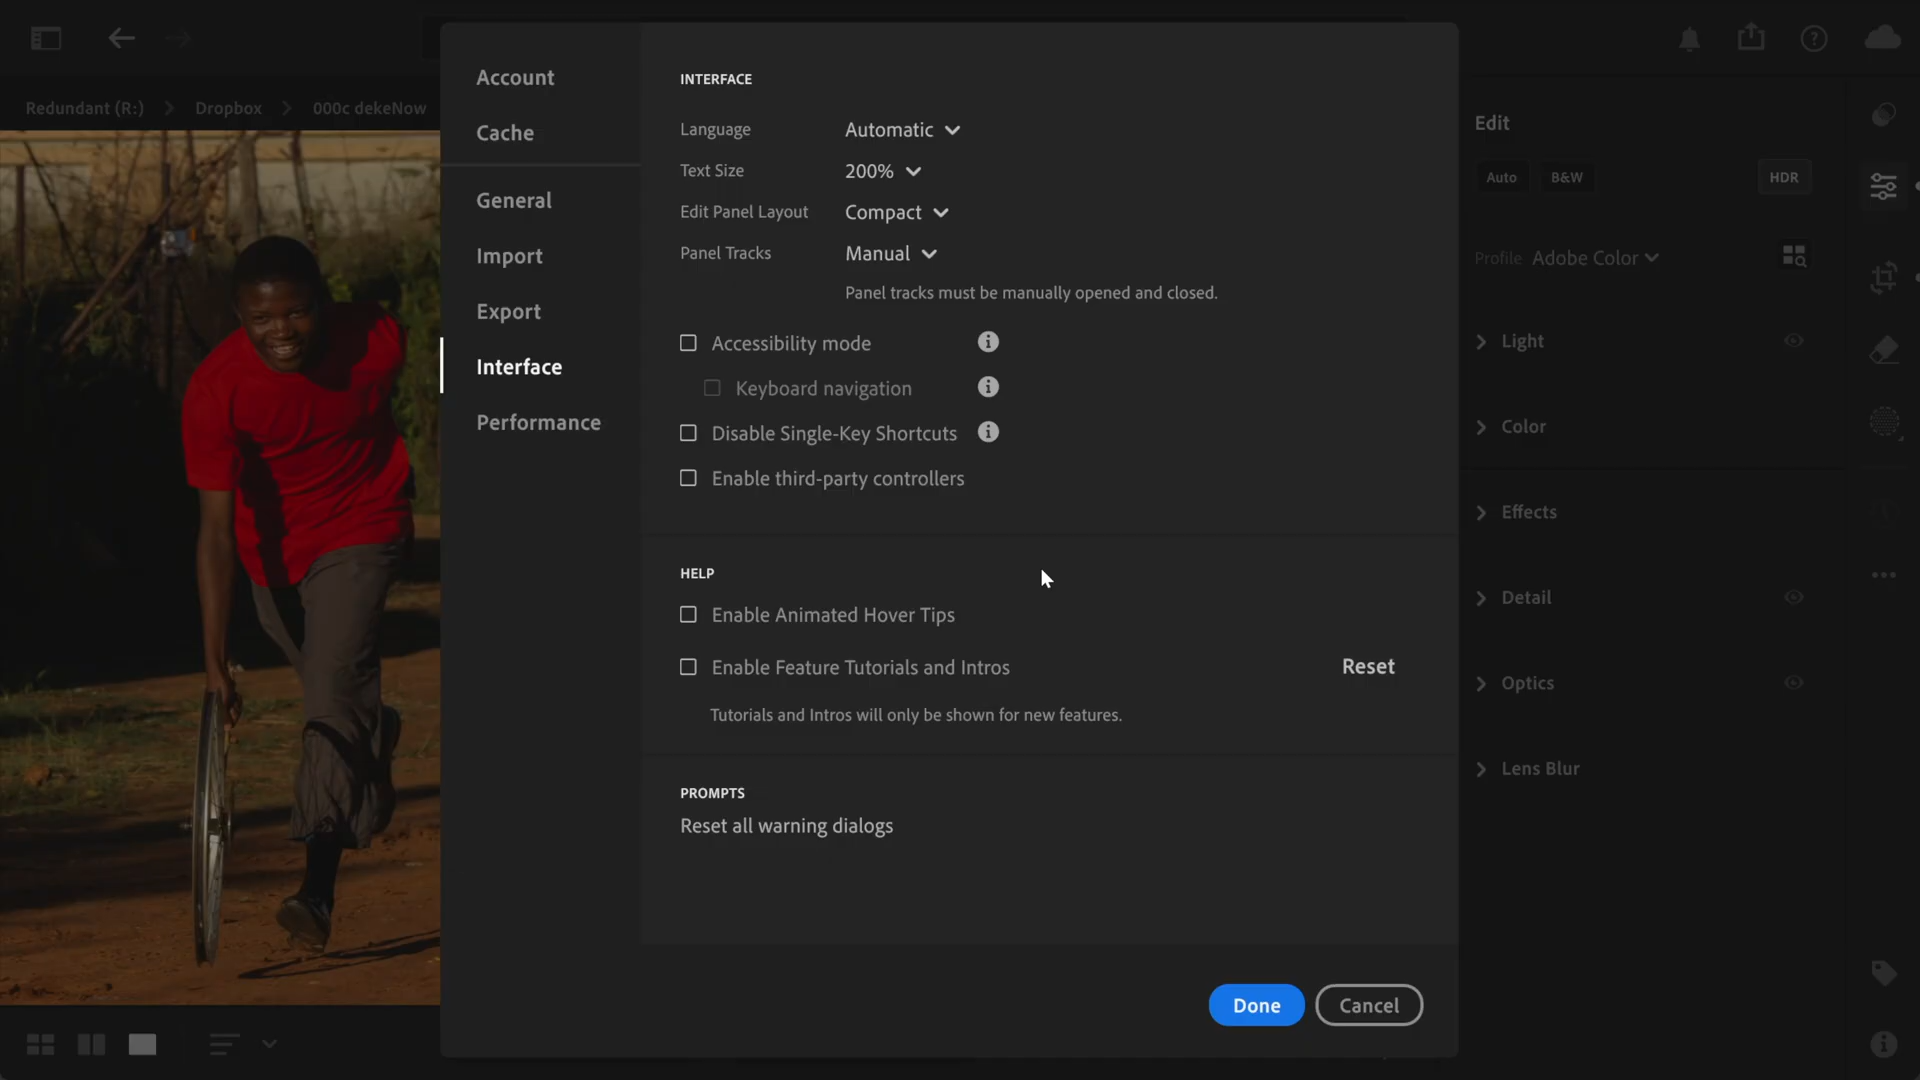 Redundant (R:) > Dropbox > 000c dekeNow
Account
Cache
General
Import
Export
Interface
Performance
INTERFACE
Language Automatic
Text Size 200%
Edit Panel Layout Compact
Panel Tracks Manual
Panel tracks must be manually opened and closed.
Accessibility mode
Keyboard navigation
Disable Single-Key Shortcuts
Enable third-party controllers
HELP
Enable Animated Hover Tips
Enable Feature Tutorials and Intros Reset
Tutorials and Intros will only be shown for new features.
PROMPTS
Reset all warning dialogs
Done Cancel
Edit
Auto B&W HDR
Profile Adobe Color
Light
Color
Effects
Detail
Optics
Lens Blur